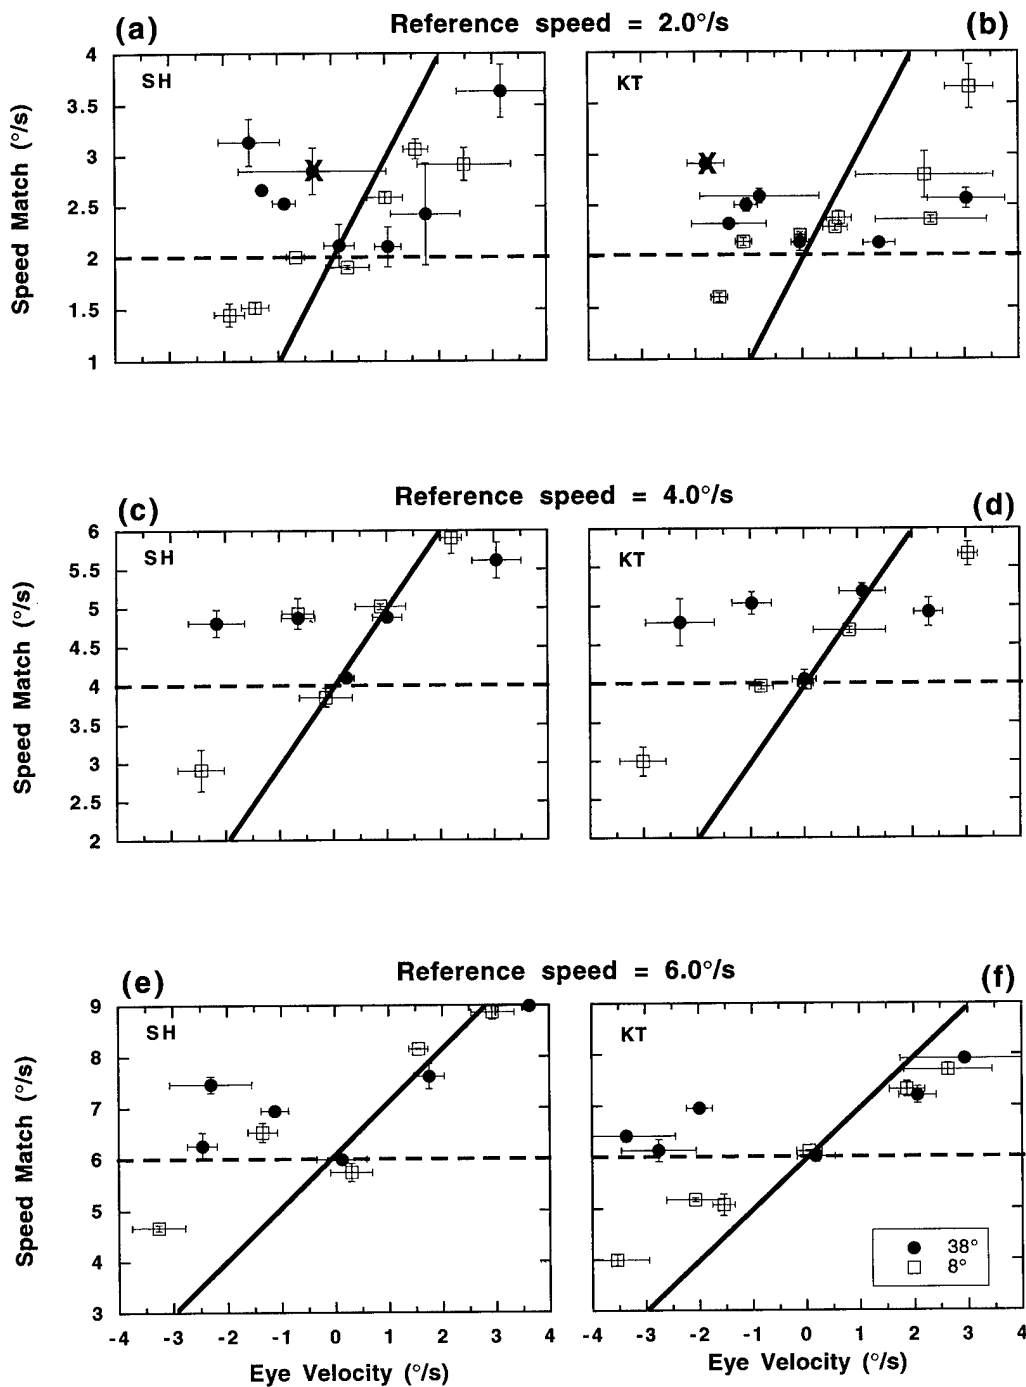 Reference speed = 2.0°/s
(a)
(b)
SH
KT
4
3.5
3
2.5
2
1.5
1
Speed Match (°/s)
Reference speed = 4.0°/s
(c)
(d)
SH
KT
6
5.5
5
4.5
4
3.5
3
2.5
2
Speed Match (°/s)
Reference speed = 6.0°/s
(e)
(f)
SH
KT
9
8
7
6
5
4
3
Speed Match (°/s)
38°
8°
-4 -3 -2 -1 0 1 2 3 4
-4 -3 -2 -1 0 1 2 3 4
Eye Velocity (°/s)
Eye Velocity (°/s)